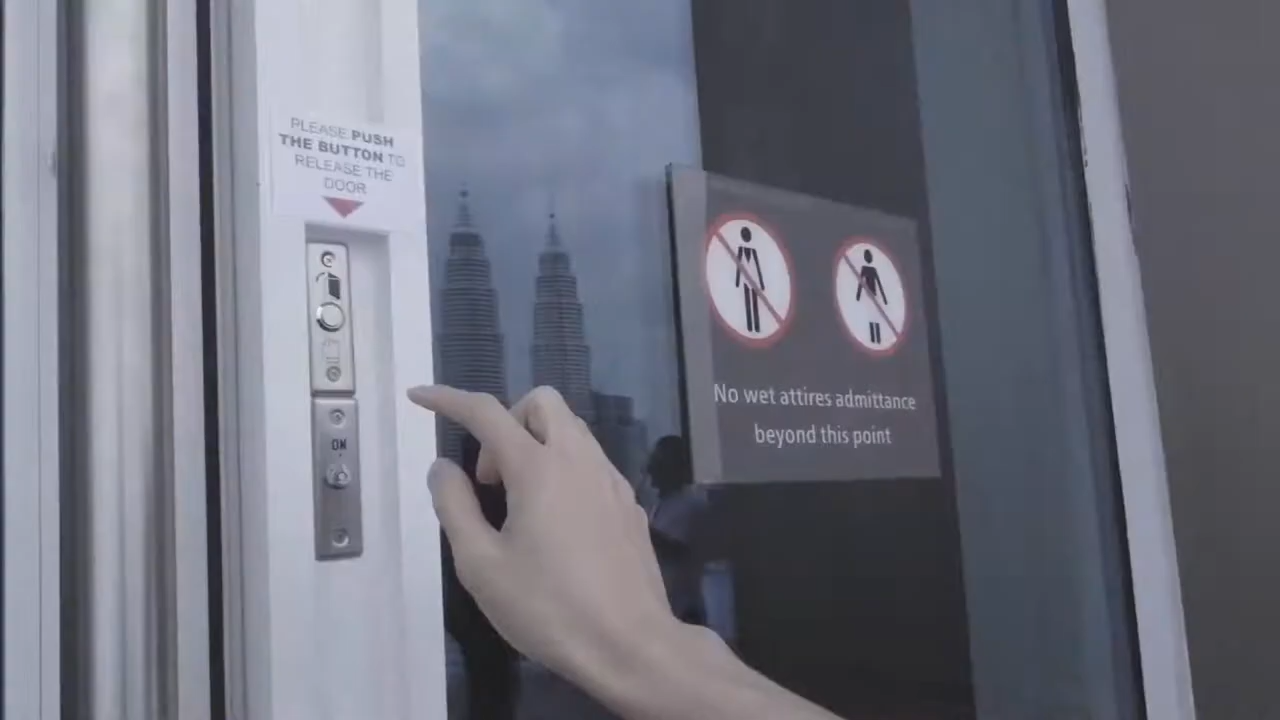 PLEASE PUSH
THE BUTTON TO
RELEASE THE
DOOR
ON
No wet attires admittance
beyond this point